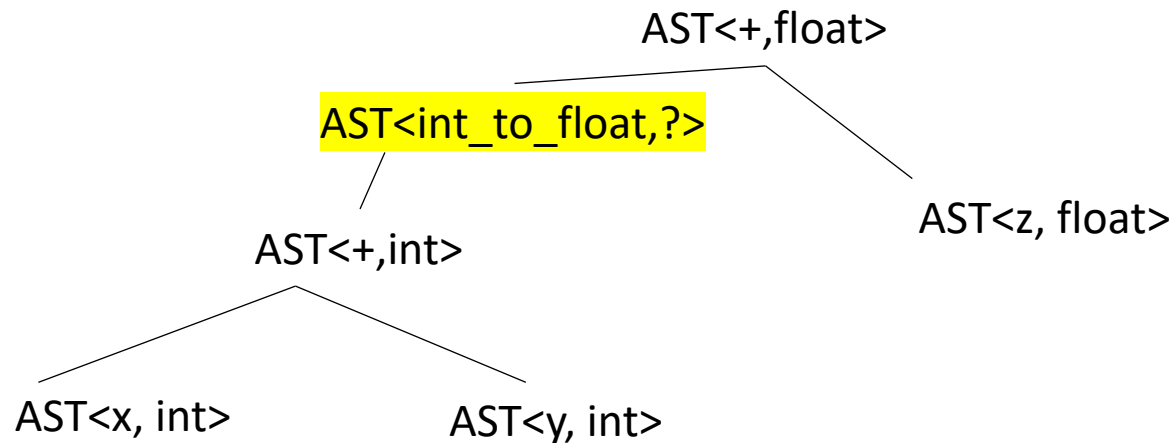 AST<+,float>
AST<int_to_float,?>
AST<z, float>
AST<+,int>
AST<x, int>
AST<y, int>